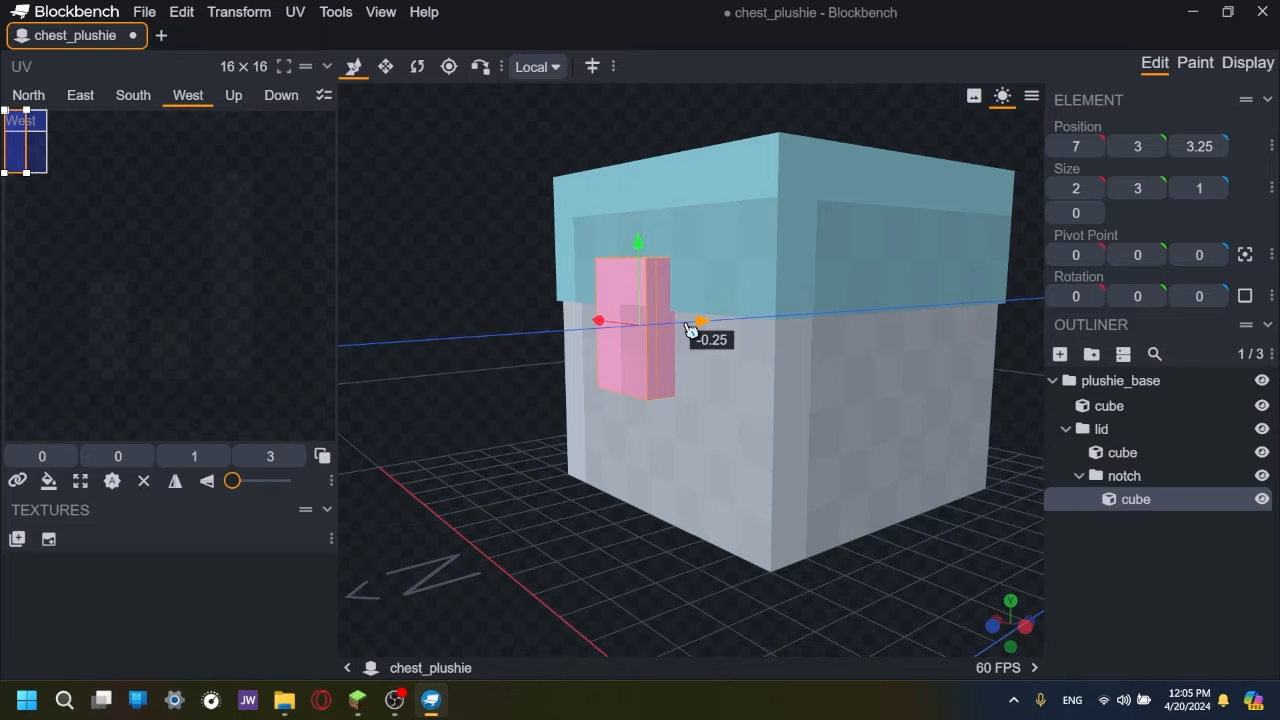 Blockbench File Edit Transform UV Tools View Help
● chest_plushie - Blockbench
chest_plushie
UV 16 × 16
Local
Edit Paint Display
North East South West Up Down
West
ELEMENT
Position
7 3 3.25
Size
2 3 1
0
Pivot Point
0 0 0
Rotation
0 0 0
-0.25
OUTLINER
1 / 3
plushie_base
cube
lid
cube
notch
cube
0 0 1 3
TEXTURES
N
Y
chest_plushie
60 FPS
JW
ENG
12:05 PM
4/20/2024
PRE